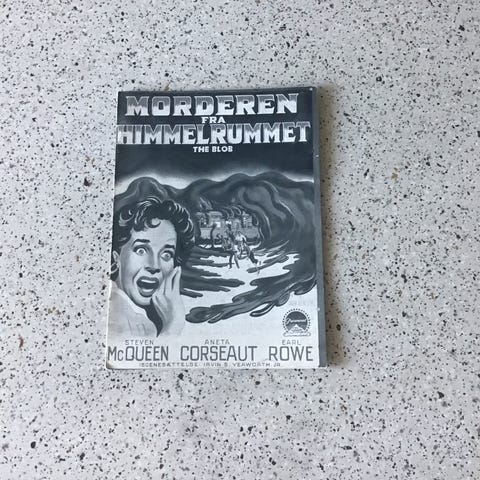 MORDEREN
FRA
HIMMELRUMMET
THE BLOB
STEVEN ANETA EARL
McQUEEN CORSEAUT ROWE
ISCENESÆTTELSE: IRVIN S. YEAWORTH JR.